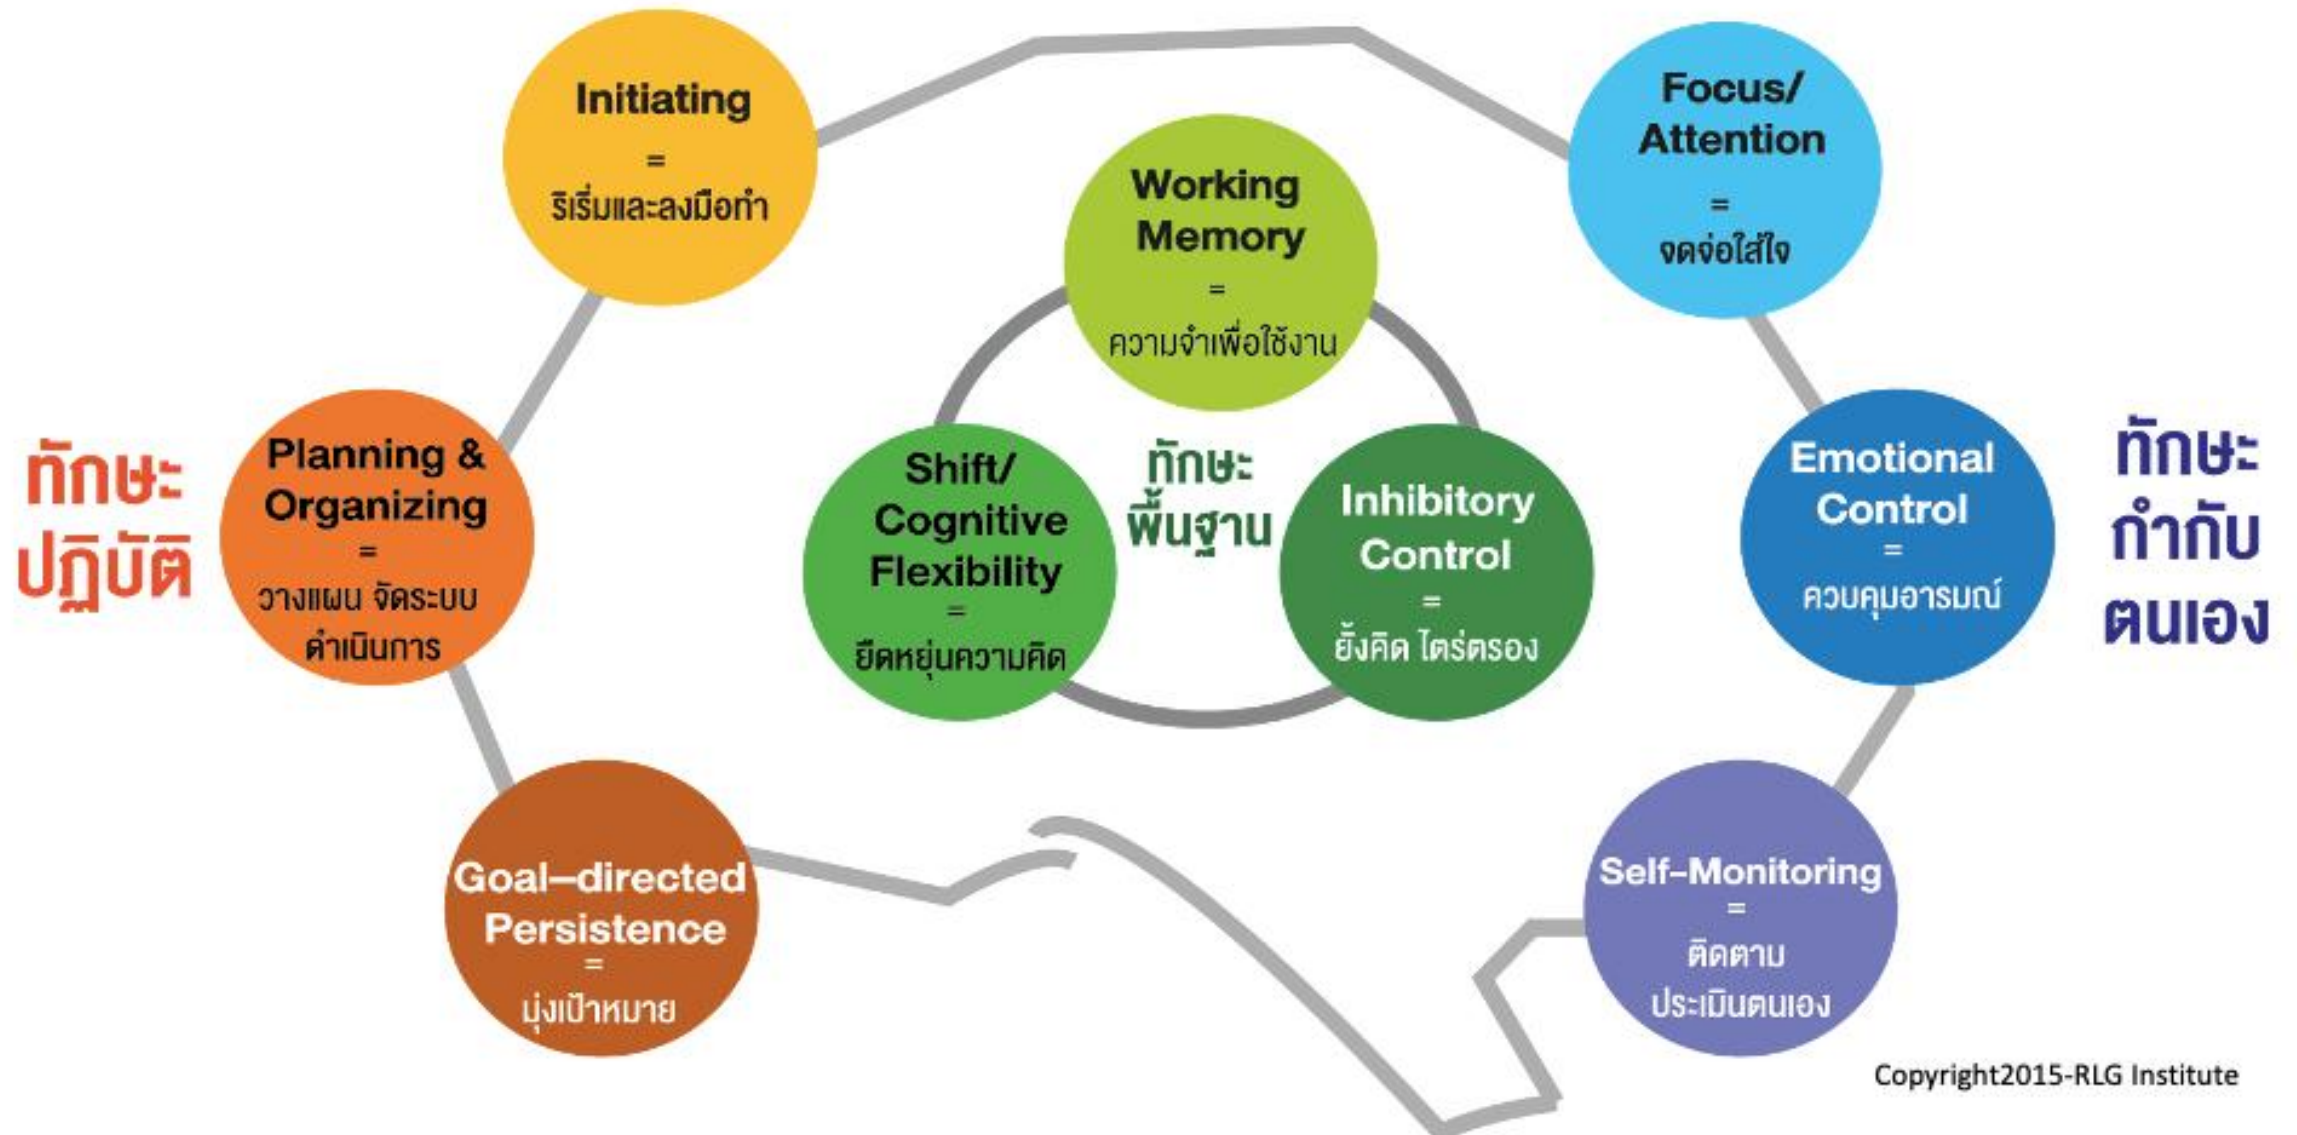 Initiating
=
ริเริ่มและลงมือทำ
Focus/
Attention
=
จดจ่อใส่ใจ
Working
Memory
=
ความจำเพื่อใช้งาน
ทักษะ
ปฏิบัติ
Planning &
Organizing
=
วางแผน จัดระบบ
ดำเนินการ
Shift/
Cognitive
Flexibility
=
ยืดหยุ่นความคิด
ทักษะ
พื้นฐาน
Inhibitory
Control
=
ยั้งคิด ไตร่ตรอง
Emotional
Control
=
ควบคุมอารมณ์
ทักษะ
กำกับ
ตนเอง
Goal–directed
Persistence
=
มุ่งเป้าหมาย
Self–Monitoring
=
ติดตาม
ประเมินตนเอง
Copyright2015-RLG Institute